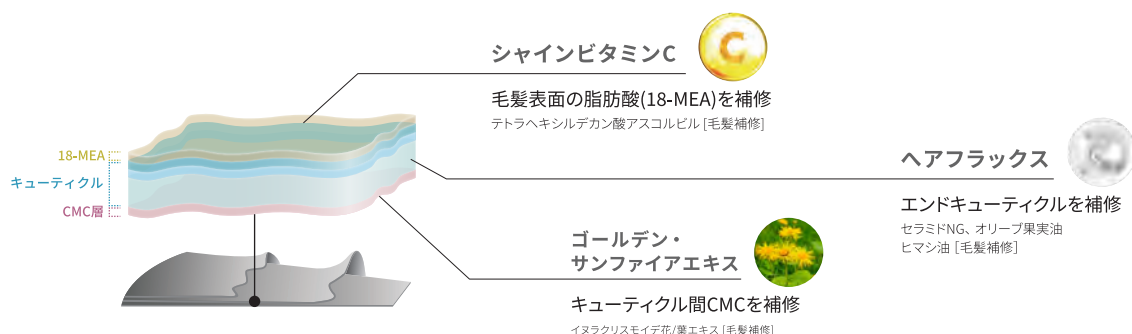 シャインビタミンC
C
毛髪表面の脂肪酸(18-MEA)を補修
テトラヘキシルデカン酸アスコルビル [毛髪補修]
18-MEA
キューティクル
CMC層
ヘアフラックス
エンドキューティクルを補修
セラミドNG、オリーブ果実油
ヒマシ油 [毛髪補修]
ゴールデン・
サンファイアエキス
キューティクル間CMCを補修
イヌラクリスモイデ花/葉エキス [毛髪補修]